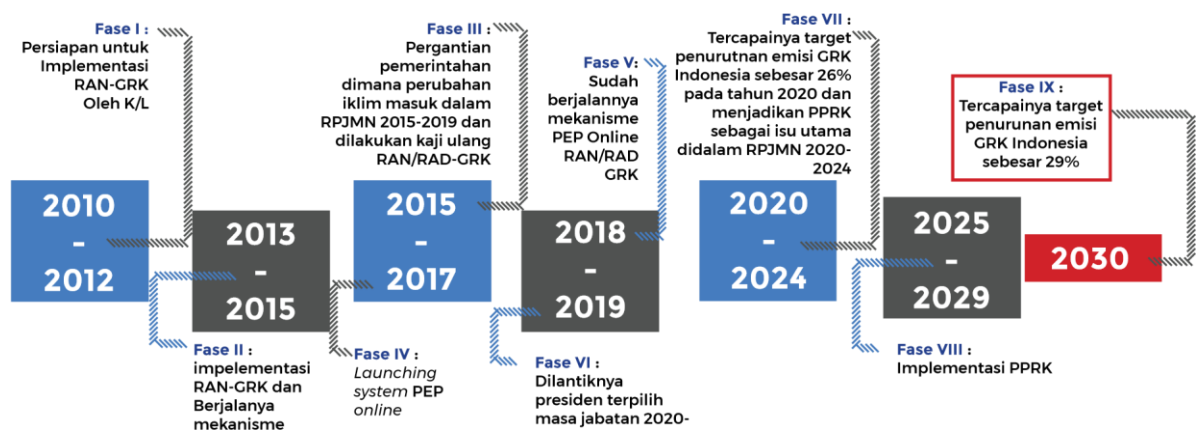 Fase I :
Persiapan untuk
Implementasi
RAN-GRK
Oleh K/L
Fase III :
Pergantian
pemerintahan
dimana perubahan
iklim masuk dalam
RPJMN 2015-2019 dan
dilakukan kaji ulang
RAN/RAD-GRK
Fase V:
Sudah
berjalannya
mekanisme
PEP Online
RAN/RAD
GRK
Fase VII :
Tercapainya target
penurutnan emisi GRK
Indonesia sebesar 26%
pada tahun 2020 dan
menjadikan PPRK
sebagai isu utama
didalam RPJMN 2020-
2024
Fase IX :
Tercapainya target
penurunan emisi
GRK Indonesia
sebesar 29%
2010
-
2012
2013
-
2015
2015
-
2017
2018
-
2019
2020
-
2024
2025
-
2029
2030
Fase II :
impelementasi
RAN-GRK dan
Berjalanya
mekanisme
Fase IV :
Launching
system PEP
online
Fase VI :
Dilantiknya
presiden terpilih
masa jabatan 2020-
Fase VIII :
Implementasi PPRK